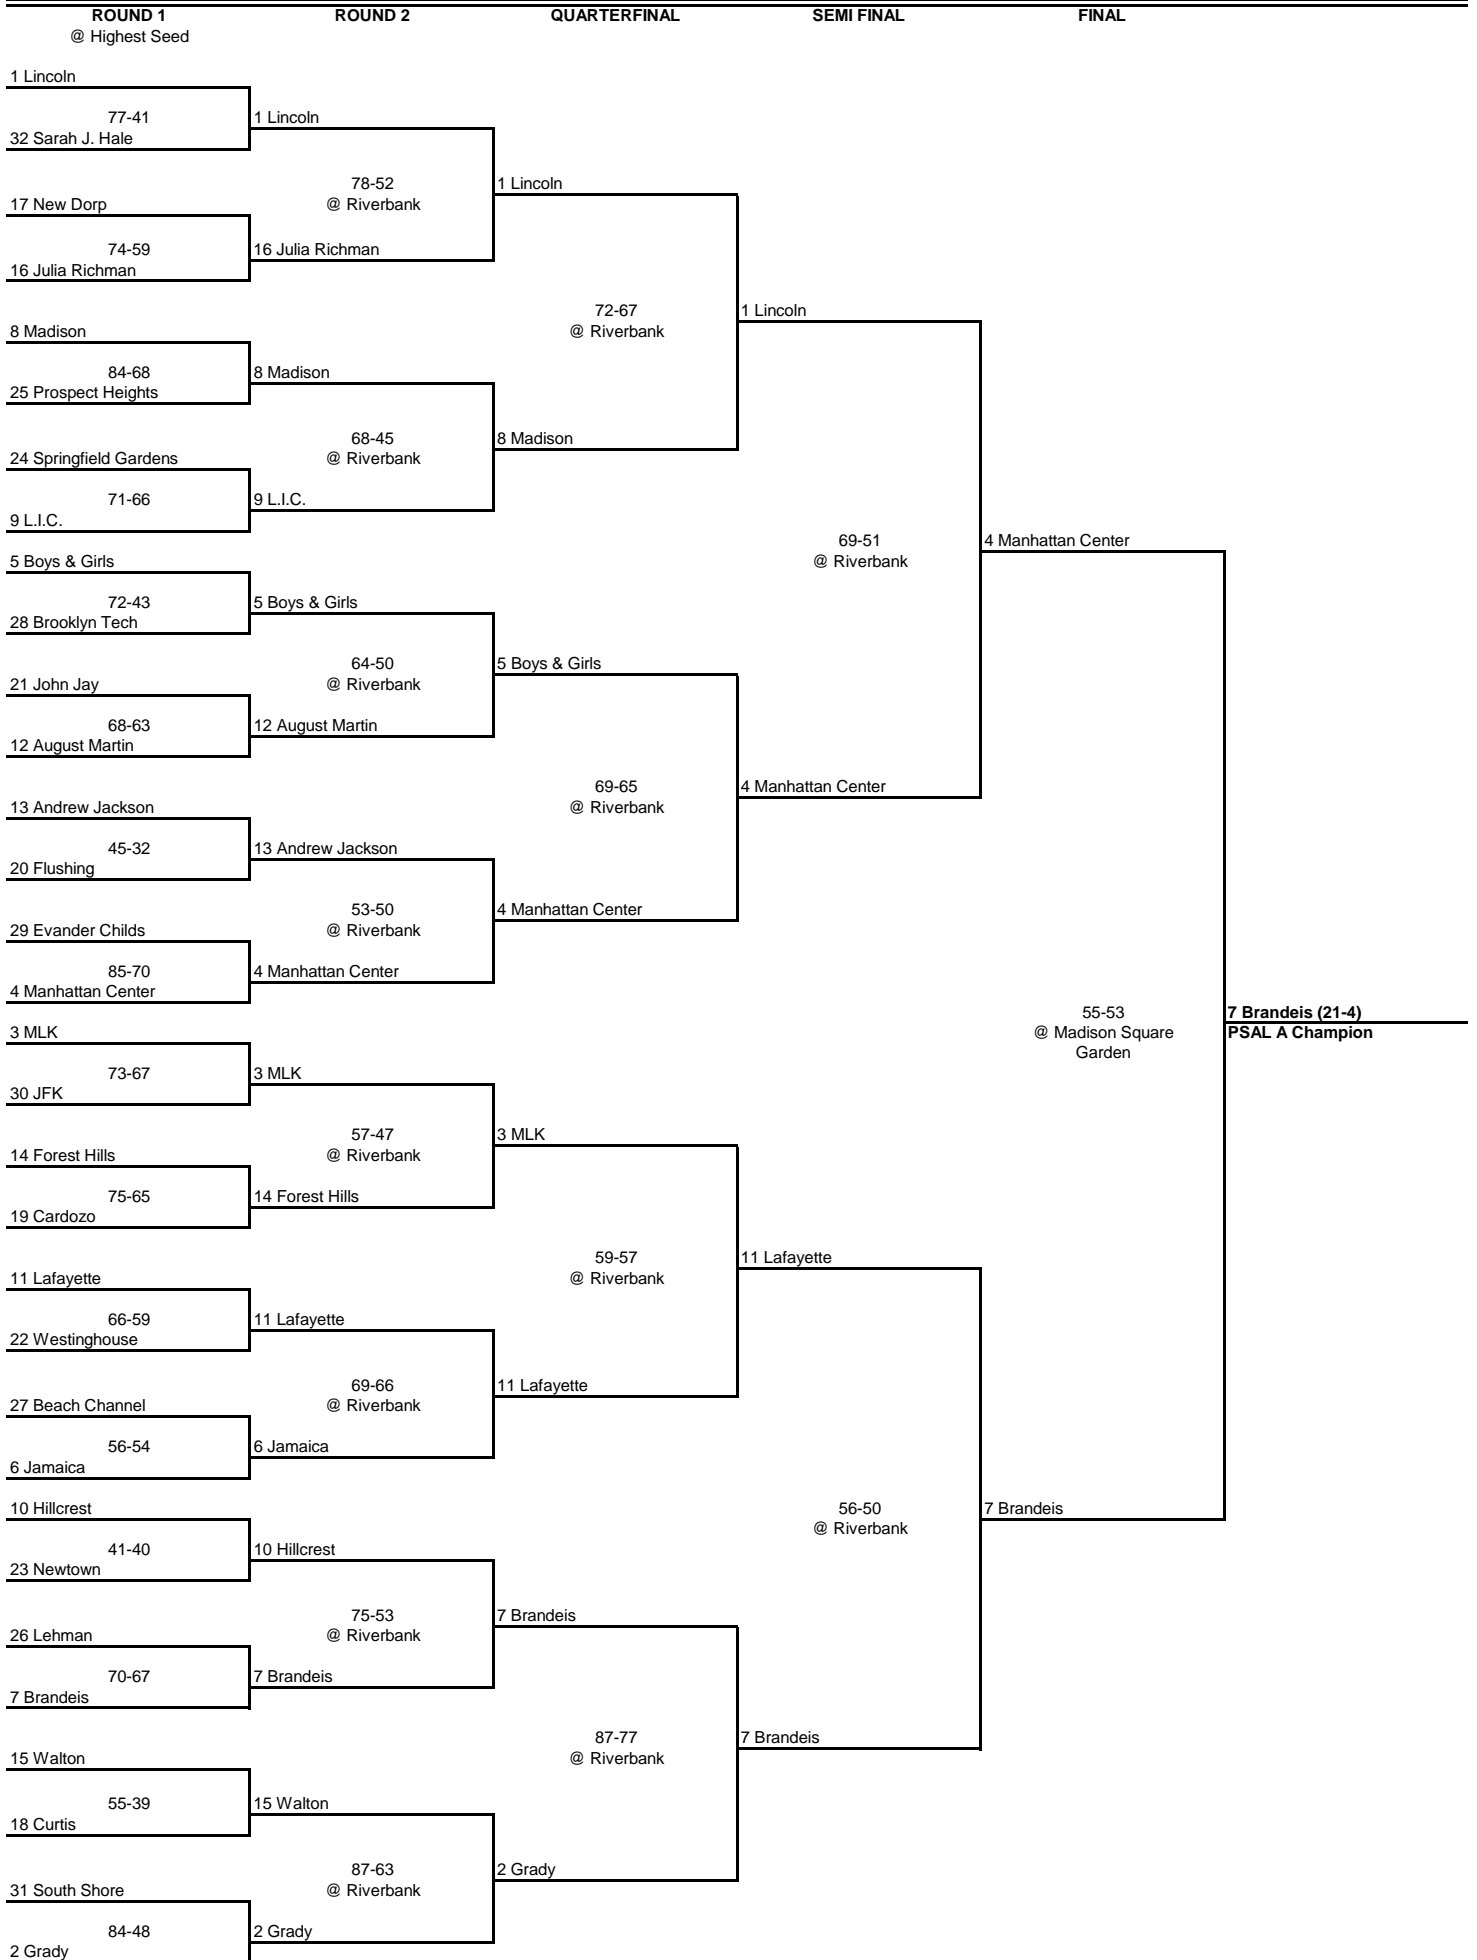 ROUND 1 ROUND 2 QUARTERFINAL SEMI FINAL FINAL
@ Highest Seed
1 Lincoln
77-41 1 Lincoln
32 Sarah J. Hale
78-52 1 Lincoln
17 New Dorp @ Riverbank
74-59 16 Julia Richman
16 Julia Richman
72-67 1 Lincoln
8 Madison @ Riverbank
84-68 8 Madison
25 Prospect Heights
68-45 8 Madison
24 Springfield Gardens @ Riverbank
71-66 9 L.I.C.
9 L.I.C.
69-51 4 Manhattan Center
5 Boys & Girls @ Riverbank
72-43 5 Boys & Girls
28 Brooklyn Tech
64-50 5 Boys & Girls
21 John Jay @ Riverbank
68-63 12 August Martin
12 August Martin
69-65 4 Manhattan Center
13 Andrew Jackson @ Riverbank
45-32 13 Andrew Jackson
20 Flushing
53-50 4 Manhattan Center
29 Evander Childs @ Riverbank
85-70 4 Manhattan Center
4 Manhattan Center
55-53 7 Brandeis (21-4)
3 MLK @ Madison Square PSAL A Champion
Garden
73-67 3 MLK
30 JFK
57-47 3 MLK
14 Forest Hills @ Riverbank
75-65 14 Forest Hills
19 Cardozo
59-57 11 Lafayette
11 Lafayette @ Riverbank
66-59 11 Lafayette
22 Westinghouse
69-66 11 Lafayette
27 Beach Channel @ Riverbank
56-54 6 Jamaica
6 Jamaica
10 Hillcrest 56-50 7 Brandeis
@ Riverbank
41-40 10 Hillcrest
23 Newtown
75-53 7 Brandeis
26 Lehman @ Riverbank
70-67 7 Brandeis
7 Brandeis
87-77 7 Brandeis
15 Walton @ Riverbank
55-39 15 Walton
18 Curtis
87-63 2 Grady
31 South Shore @ Riverbank
84-48 2 Grady
2 Grady